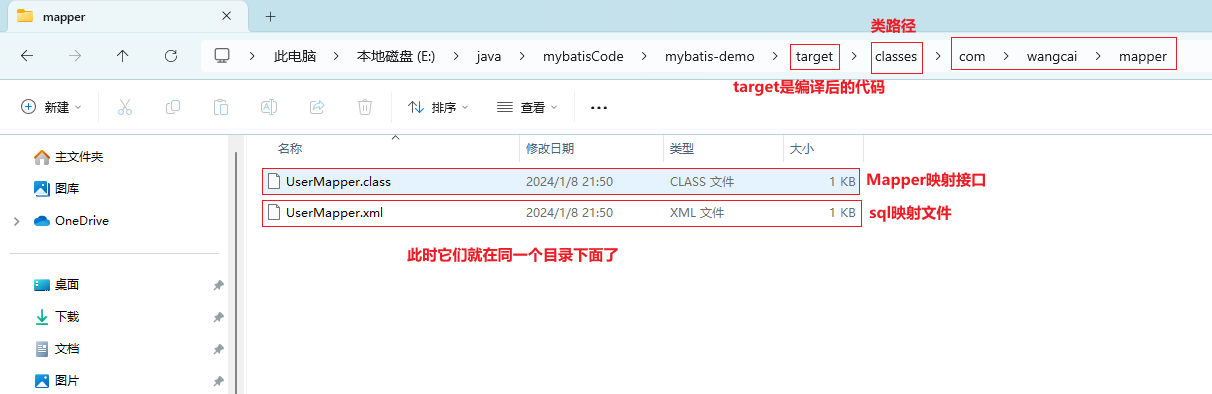 mapper
类路径
此电脑 本地磁盘 (E:) java mybatisCode mybatis-demo target classes com wangcai mapper
target是编译后的代码
新建 排序 查看
主文件夹
图库
OneDrive
桌面
下载
文档
图片
名称 修改日期 类型 大小
UserMapper.class 2024/1/8 21:50 CLASS 文件 1 KB Mapper映射接口
UserMapper.xml 2024/1/8 21:50 XML 文件 1 KB sql映射文件
此时它们就在同一个目录下面了